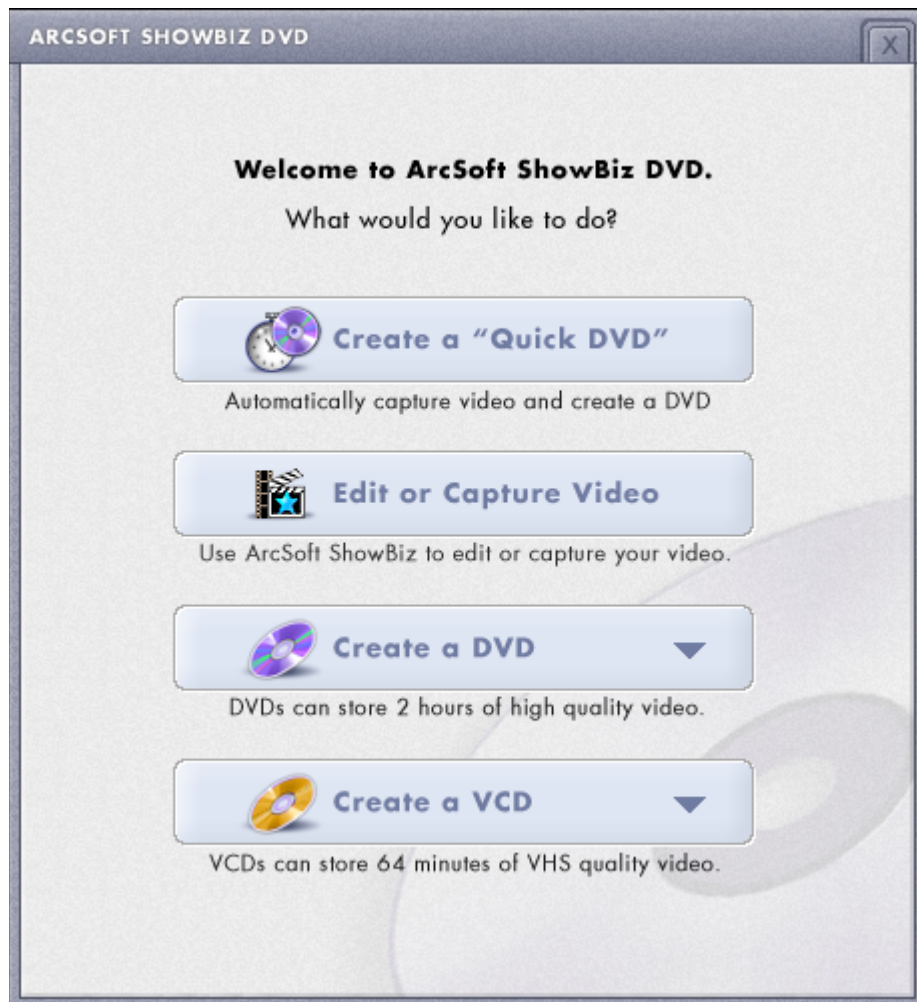 ARCSOFT SHOWBIZ DVD
X
Welcome to ArcSoft ShowBiz DVD.
What would you like to do?
Create a “Quick DVD”
Automatically capture video and create a DVD
Edit or Capture Video
Use ArcSoft ShowBiz to edit or capture your video.
Create a DVD
DVDs can store 2 hours of high quality video.
Create a VCD
VCDs can store 64 minutes of VHS quality video.